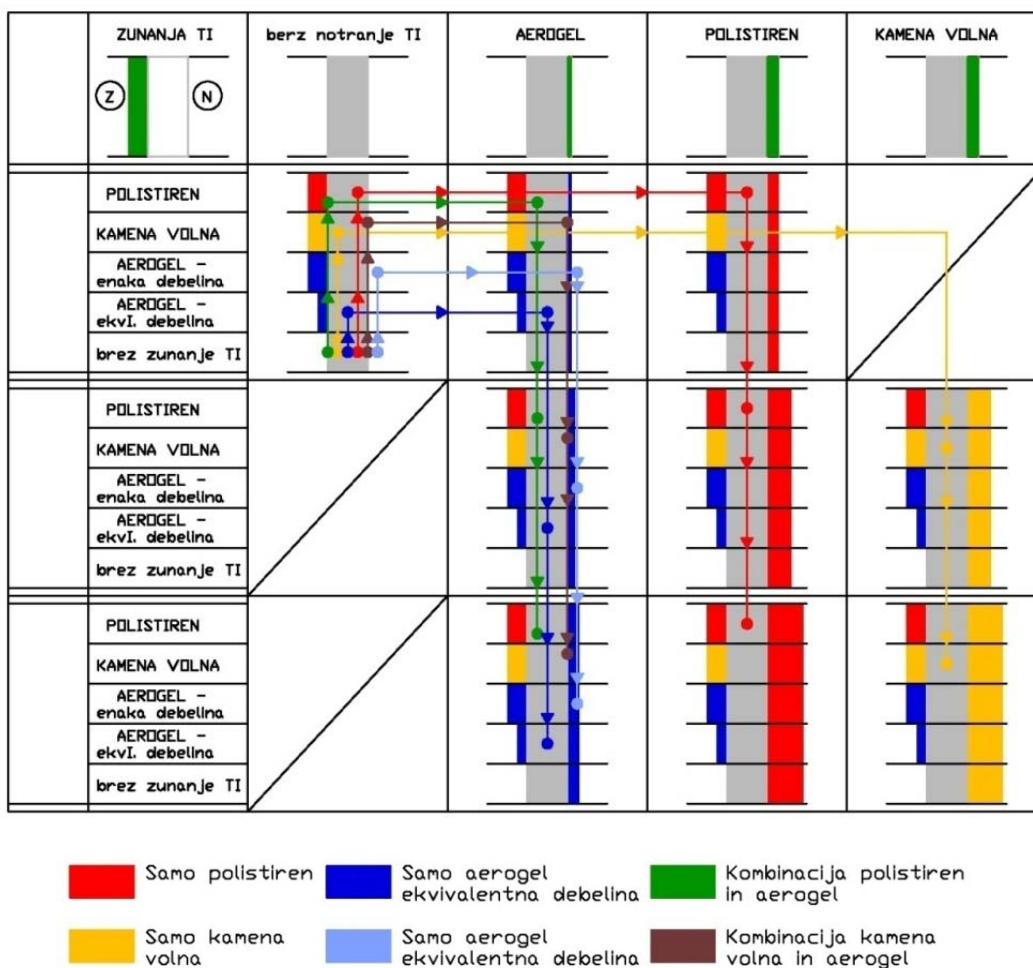 ZUNANJA TI
berz notranje TI
AEROGEL
POLISTIREN
KAMENA VOLNA
Z
N
POLISTIREN
KAMENA VOLNA
AEROGEL -
enaka debelina
AEROGEL -
ekvI. debelina
brez zunanje TI
POLISTIREN
KAMENA VOLNA
AEROGEL -
enaka debelina
AEROGEL -
ekvI. debelina
brez zunanje TI
POLISTIREN
KAMENA VOLNA
AEROGEL -
enaka debelina
AEROGEL -
ekvI. debelina
brez zunanje TI
Samo polistiren
Samo aerogel
ekvivalentna debelina
Kombinacija polistiren
in aerogel
Samo kamena
volna
Samo aerogel
ekvivalentna debelina
Kombinacija kamena
volna in aerogel